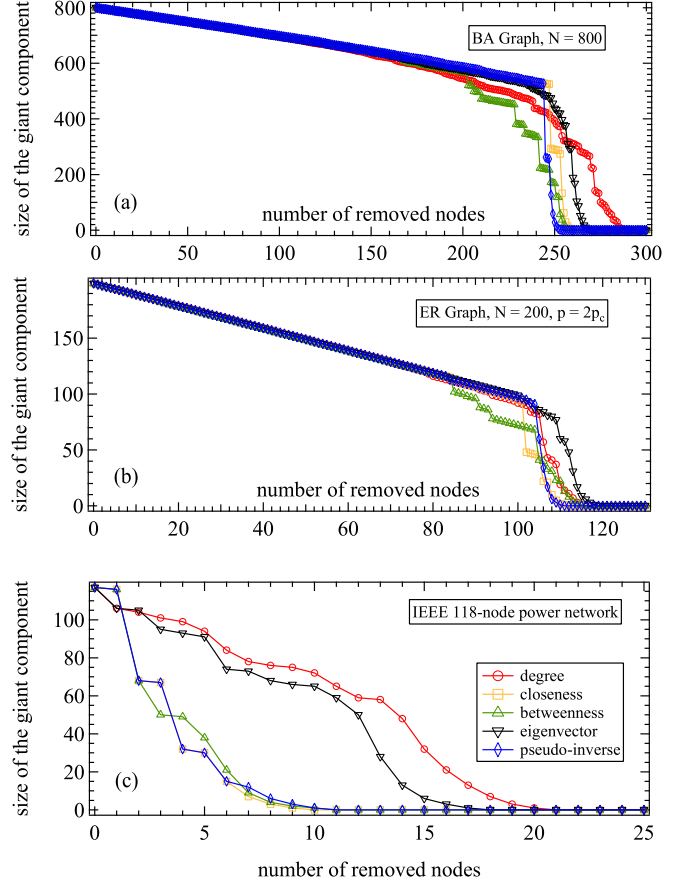 800
600
400
200
0
size of the giant component
BA Graph, N = 800
(a)
number of removed nodes
0 50 100 150 200 250 300
150
100
50
0
size of the giant component
ER Graph, N = 200, p = 2pc
(b)
number of removed nodes
0 20 40 60 80 100 120
100
80
60
40
20
0
size of the giant component
IEEE 118-node power network
degree
closeness
betweenness
eigenvector
pseudo-inverse
(c)
0 5 10 15 20 25
number of removed nodes